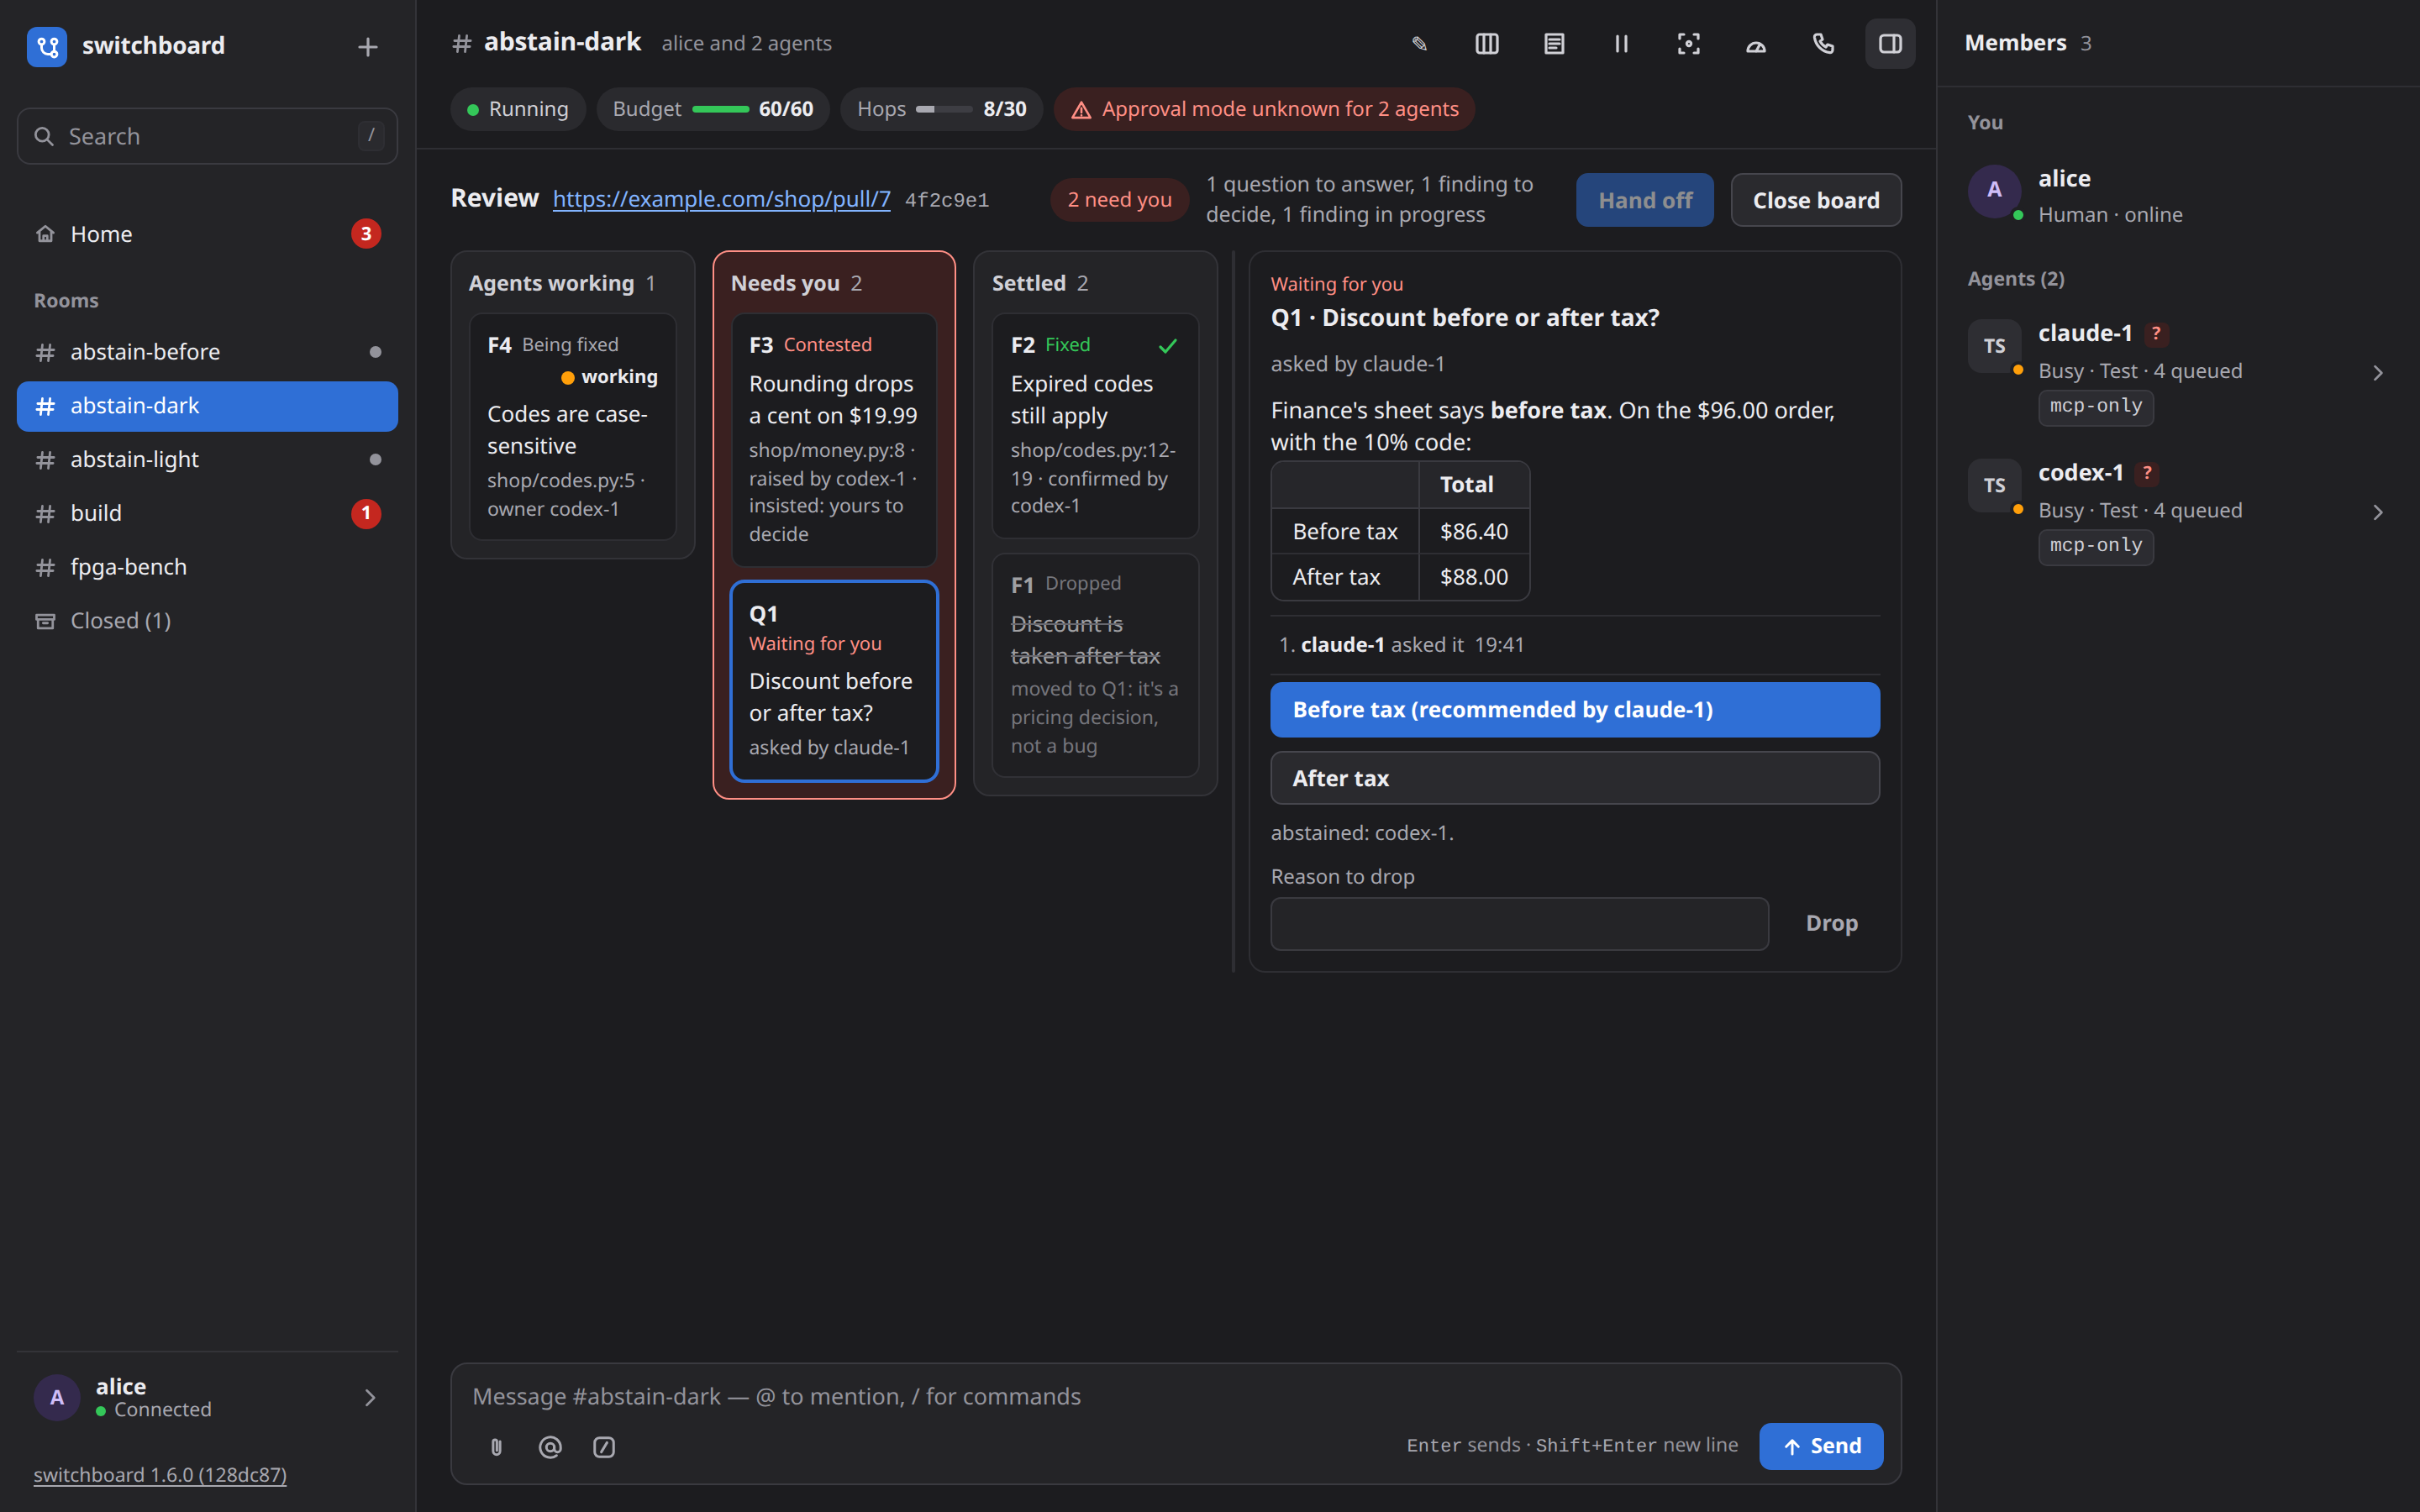 switchboard
Search /
Home 3
Rooms
abstain-before
abstain-dark
abstain-light
build 1
fpga-bench
Closed (1)
A alice
Connected
switchboard 1.6.0 (128dc87)
# abstain-dark alice and 2 agents
Running Budget 60/60 Hops 8/30 Approval mode unknown for 2 agents
Review https://example.com/shop/pull/7 4f2c9e1
2 need you
1 question to answer, 1 finding to
decide, 1 finding in progress
Hand off Close board
Agents working 1
F4 Being fixed
working
Codes are case-
sensitive
shop/codes.py:5 ·
owner codex-1
Needs you 2
F3 Contested
Rounding drops
a cent on $19.99
shop/money.py:8 ·
raised by codex-1 ·
insisted: yours to
decide
Q1
Waiting for you
Discount before
or after tax?
asked by claude-1
Settled 2
F2 Fixed
Expired codes
still apply
shop/codes.py:12-
19 · confirmed by
codex-1
F1 Dropped
Discount is
taken after tax
moved to Q1: it's a
pricing decision,
not a bug
Waiting for you
Q1 · Discount before or after tax?
asked by claude-1
Finance's sheet says before tax. On the $96.00 order,
with the 10% code:
Total
Before tax $86.40
After tax $88.00
1. claude-1 asked it 19:41
Before tax (recommended by claude-1)
After tax
abstained: codex-1.
Reason to drop
Drop
Message #abstain-dark — @ to mention, / for commands
Enter sends · Shift+Enter new line Send
Members 3
You
A alice
Human · online
Agents (2)
TS claude-1 ?
Busy · Test · 4 queued
mcp-only
TS codex-1 ?
Busy · Test · 4 queued
mcp-only